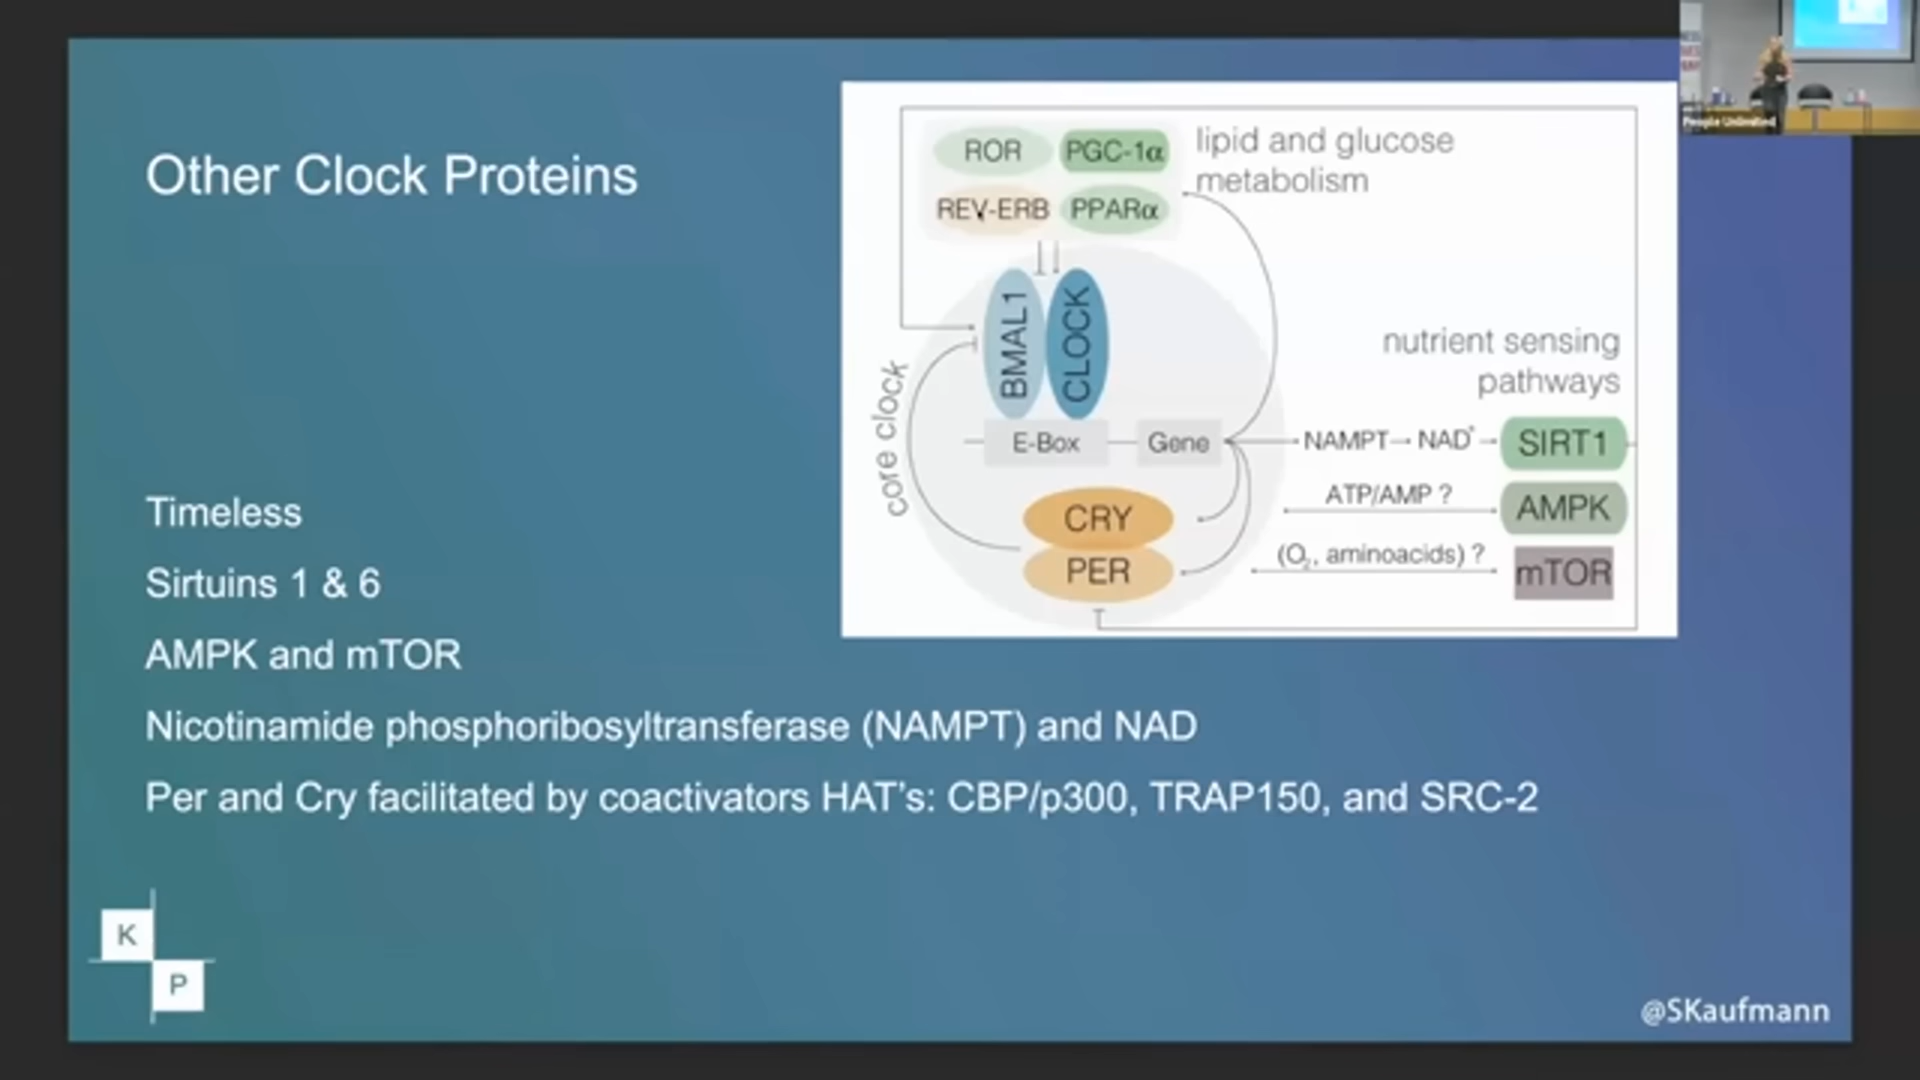 Other Clock Proteins
Timeless
Sirtuins 1 & 6
AMPK and mTOR
Nicotinamide phosphoribosyltransferase (NAMPT) and NAD
Per and Cry facilitated by coactivators HAT's: CBP/p300, TRAP150, and SRC-2
ROR
PGC-1α
REV-ERB
PPARα
lipid and glucose
metabolism
BMAL1
CLOCK
core clock
E-Box
Gene
CRY
PER
nutrient sensing
pathways
NAMPT
NAD⁺
SIRT1
ATP/AMP ?
AMPK
(O₂, aminoacids) ?
mTOR
K
P
@SKaufmann
People Unlimited